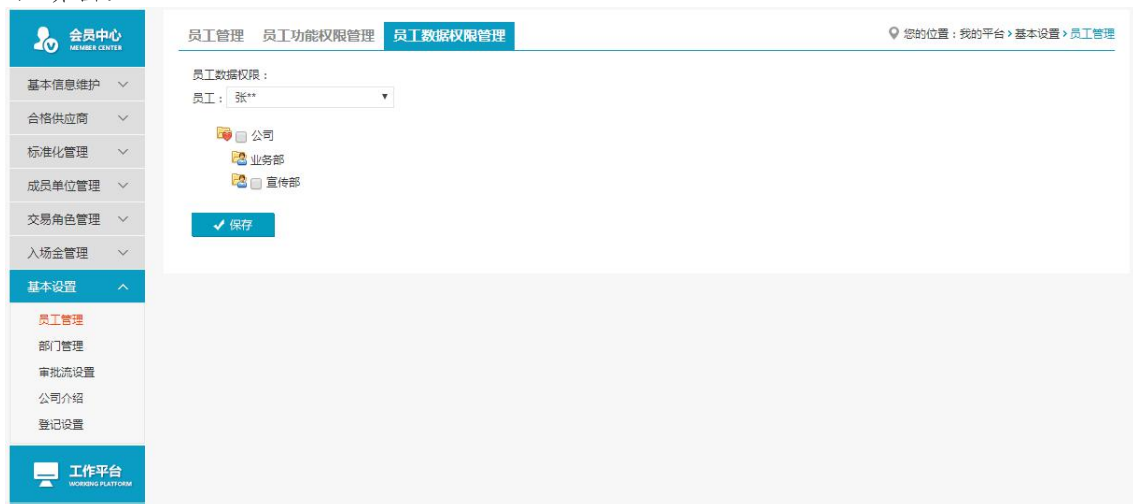 会员中心
MEMBER CENTER
基本信息维护
合格供应商
标准化管理
成员单位管理
交易角色管理
入场金管理
基本设置
员工管理
部门管理
审批流设置
公司介绍
登记设置
工作平台
WORKING PLATFORM
员工管理 员工功能权限管理 员工数据权限管理
您的位置：我的平台>基本设置>员工管理
员工数据权限：
员工：张**
公司
业务部
宣传部
保存